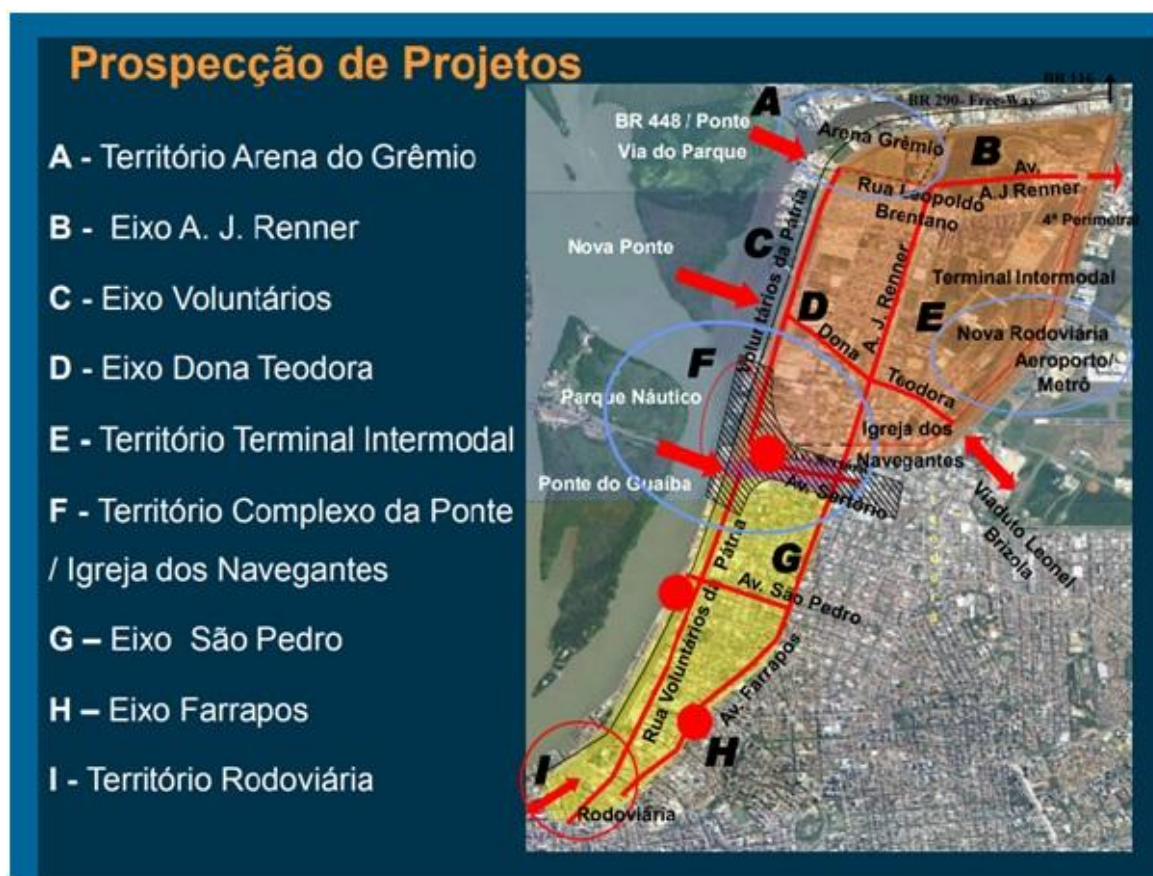 Prospecção de Projetos
A - Território Arena do Grêmio
B - Eixo A. J. Renner
C - Eixo Voluntários
D - Eixo Dona Teodora
E - Território Terminal Intermodal
F - Território Complexo da Ponte
/ Igreja dos Navegantes
G – Eixo São Pedro
H – Eixo Farrapos
I - Território Rodoviária
BR 116
BR 290- Free-Way
A
BR 448 / Ponte
Via do Parque
Arena Grêmio
B
Av.
A.J Renner
Rua Leopoldo
Brentano
4ª Perimetral
C
Nova Ponte
Voluntários da Pátria
A. J. Renner
Terminal Intermodal
D
E
Dona
Teodora
Nova Rodoviária
Aeroporto/
Metrô
F
Parque Náutico
Igreja dos
Navegantes
Ponte do Guaíba
Av. Sertório
Viaduto Leonel
Brizola
G
Av. São Pedro
Rua Voluntários da Pátria
Av. Farrapos
H
I
Rodoviária